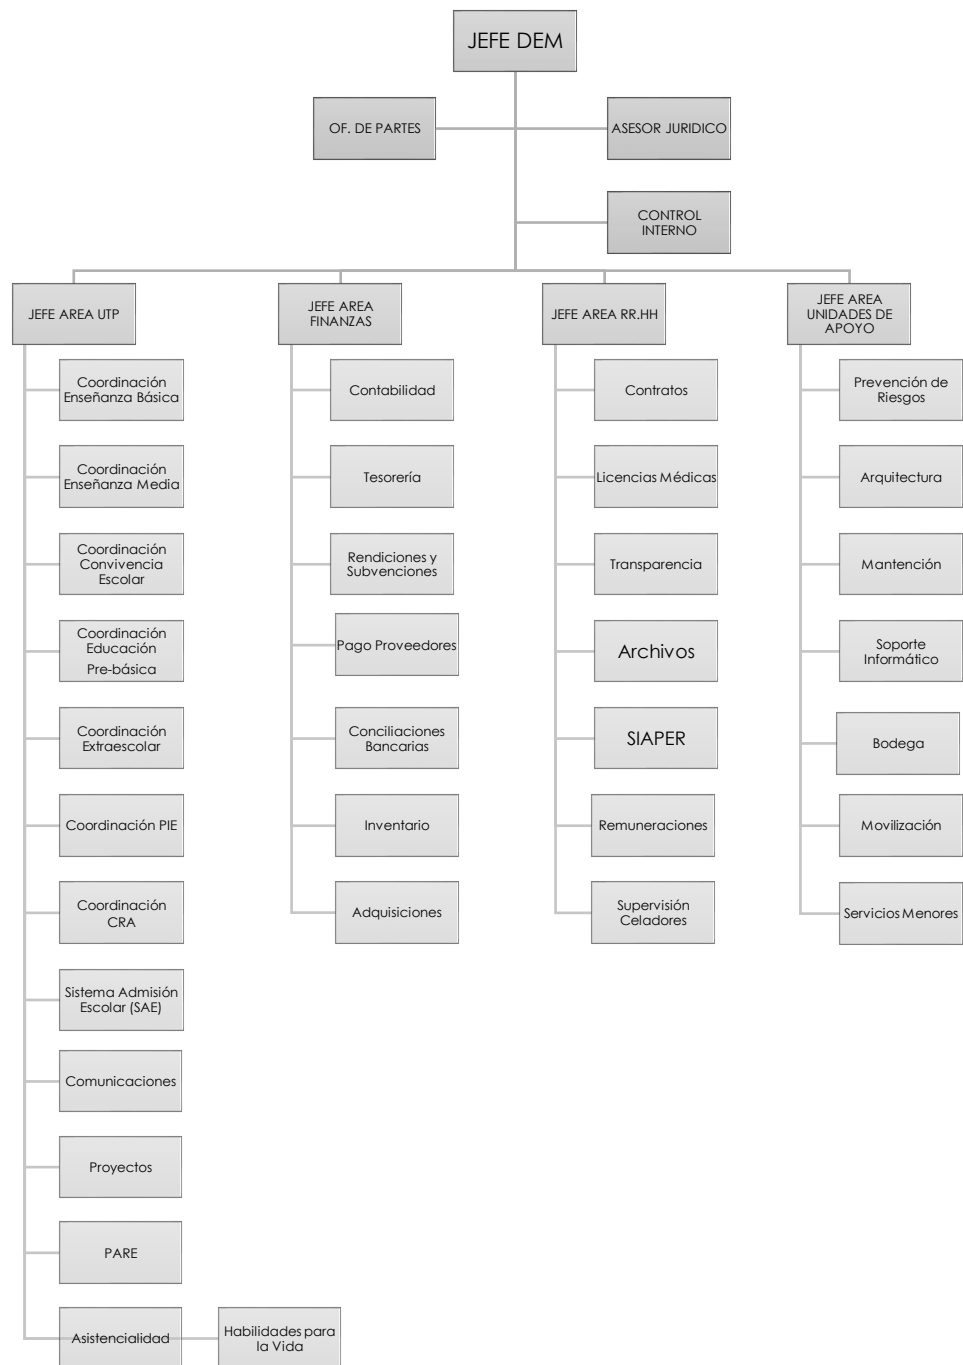 JEFE DEM
OF. DE PARTES
ASESOR JURIDICO
CONTROL
INTERNO
JEFE AREA UTP
JEFE AREA
FINANZAS
JEFE AREA RR.HH
JEFE AREA
UNIDADES DE
APOYO
Coordinación
Enseñanza Básica
Coordinación
Enseñanza Media
Coordinación
Convivencia
Escolar
Coordinación
Educación
Pre-básica
Coordinación
Extraescolar
Coordinación PIE
Coordinación
CRA
Sistema Admisión
Escolar (SAE)
Comunicaciones
Proyectos
PARE
Asistencialidad
Habilidades para
la Vida
Contabilidad
Tesorería
Rendiciones y
Subvenciones
Pago Proveedores
Conciliaciones
Bancarias
Inventario
Adquisiciones
Contratos
Licencias Médicas
Transparencia
Archivos
SIAPER
Remuneraciones
Supervisión
Celadores
Prevención de
Riesgos
Arquitectura
Mantención
Soporte
Informático
Bodega
Movilización
Servicios Menores